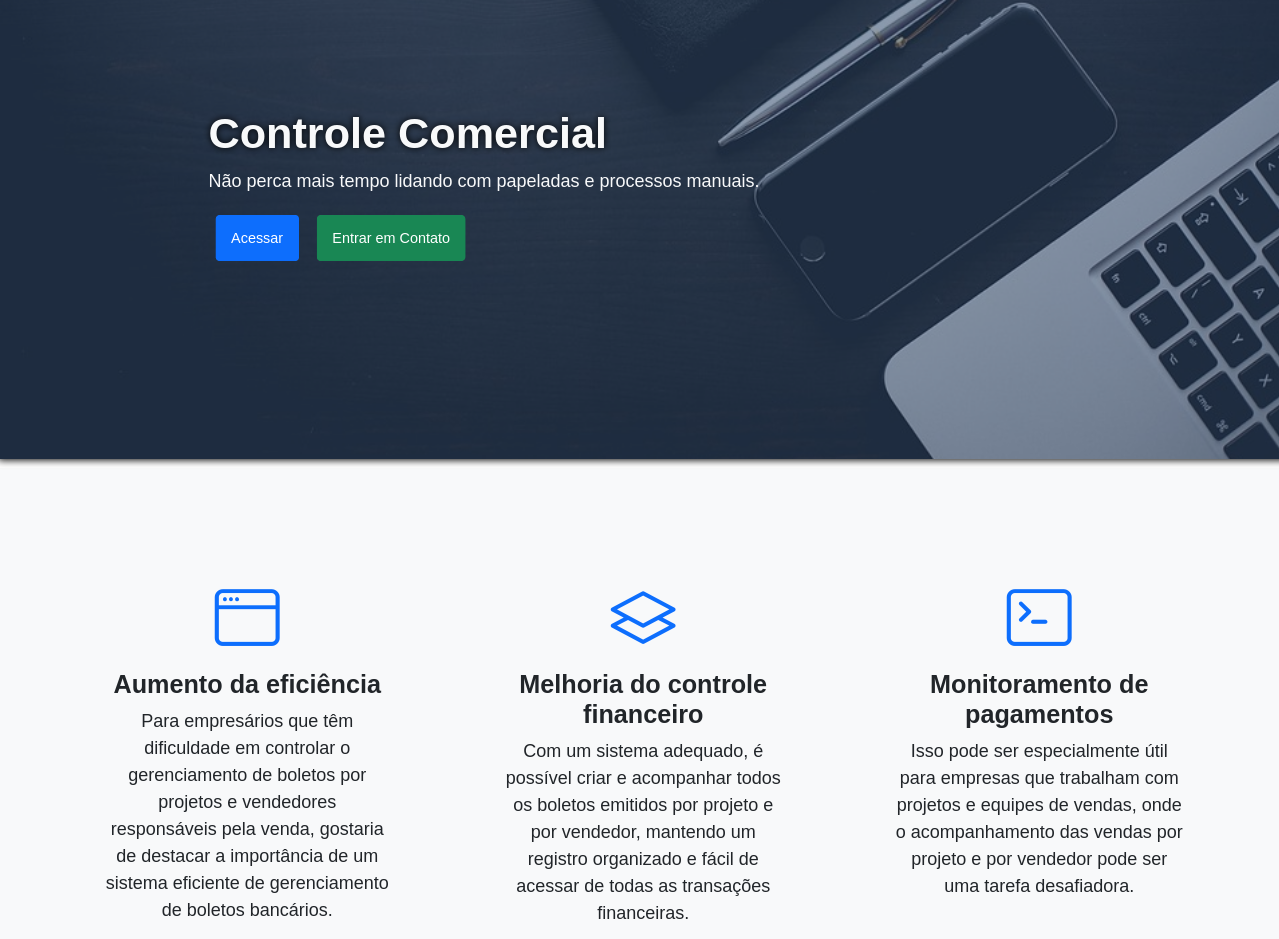 Controle Comercial
Não perca mais tempo lidando com papeladas e processos manuais.
Acessar
Entrar em Contato
fn
ctrl
alt
cmd
⌘
A
Y
X
Aumento da eficiência
Para empresários que têm
dificuldade em controlar o
gerenciamento de boletos por
projetos e vendedores
responsáveis pela venda, gostaria
de destacar a importância de um
sistema eficiente de gerenciamento
de boletos bancários.
Melhoria do controle
financeiro
Com um sistema adequado, é
possível criar e acompanhar todos
os boletos emitidos por projeto e
por vendedor, mantendo um
registro organizado e fácil de
acessar de todas as transações
financeiras.
Monitoramento de
pagamentos
Isso pode ser especialmente útil
para empresas que trabalham com
projetos e equipes de vendas, onde
o acompanhamento das vendas por
projeto e por vendedor pode ser
uma tarefa desafiadora.